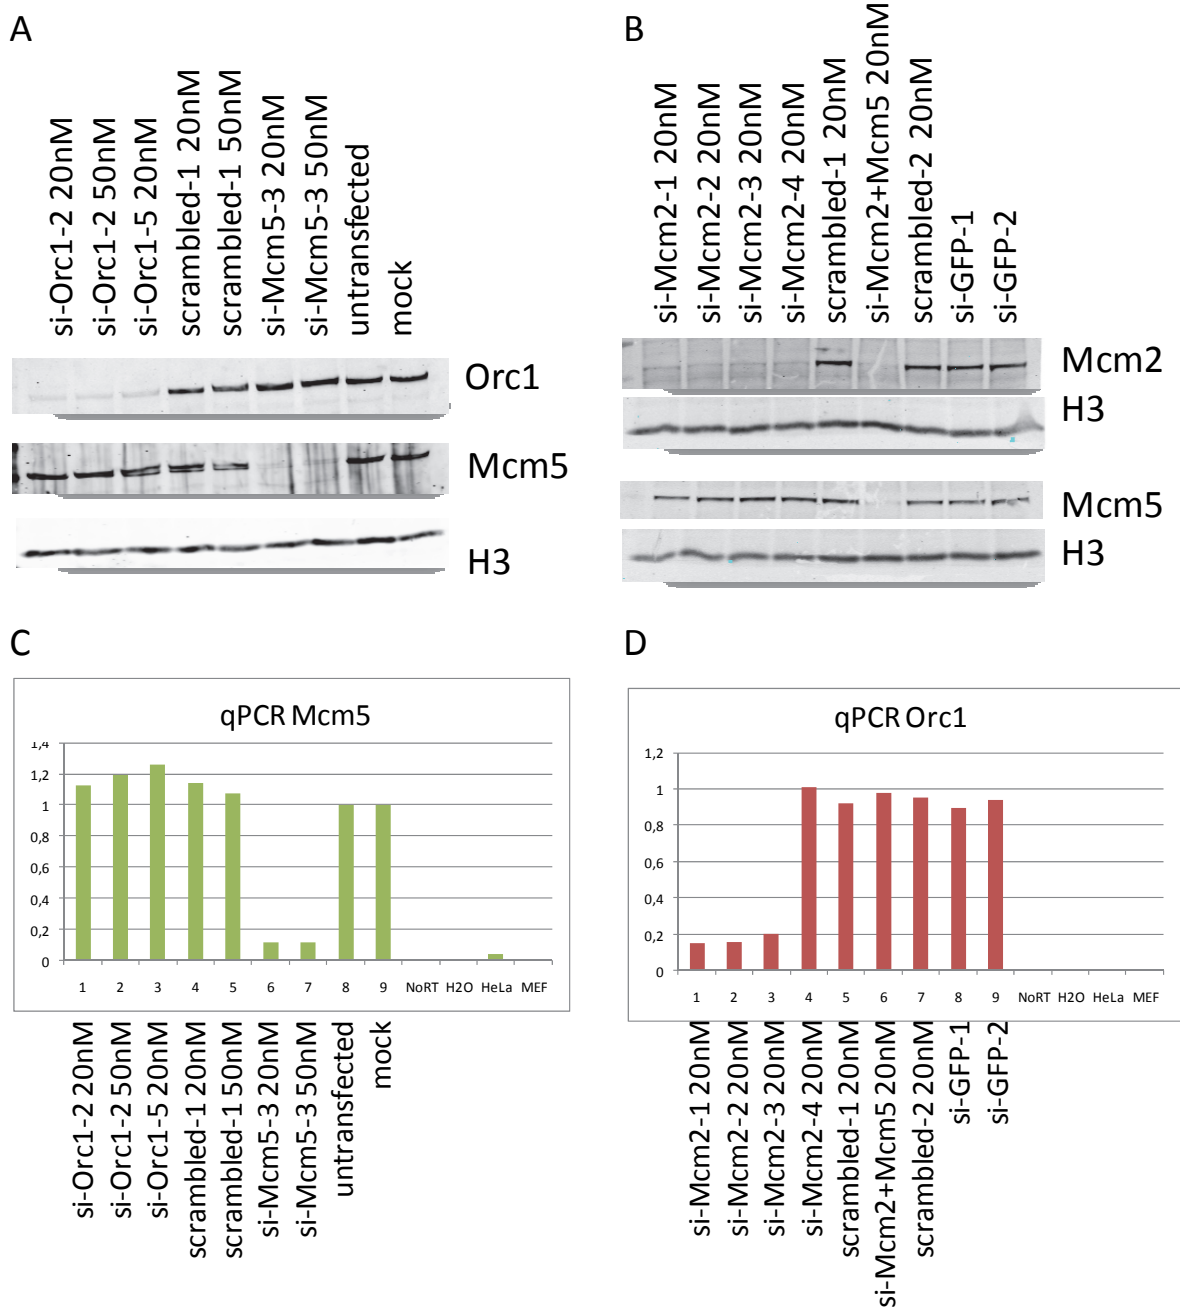 A
si-Orc1-2 20nM
si-Orc1-2 50nM
si-Orc1-5 20nM
scrambled-1 20nM
scrambled-1 50nM
si-Mcm5-3 20nM
si-Mcm5-3 50nM
untransfected
mock
Orc1
Mcm5
H3
B
si-Mcm2-1 20nM
si-Mcm2-2 20nM
si-Mcm2-3 20nM
si-Mcm2-4 20nM
scrambled-1 20nM
si-Mcm2+Mcm5 20nM
scrambled-2 20nM
si-GFP-1
si-GFP-2
Mcm2
H3
Mcm5
H3
C
qPCR Mcm5
1,4
1,2
1
0,8
0,6
0,4
0,2
0
1 2 3 4 5 6 7 8 9 NoRT H2O HeLa MEF
si-Orc1-2 20nM
si-Orc1-2 50nM
si-Orc1-5 20nM
scrambled-1 20nM
scrambled-1 50nM
si-Mcm5-3 20nM
si-Mcm5-3 50nM
untransfected
mock
D
qPCR Orc1
1,2
1
0,8
0,6
0,4
0,2
0
1 2 3 4 5 6 7 8 9 NoRT H2O HeLa MEF
si-Mcm2-1 20nM
si-Mcm2-2 20nM
si-Mcm2-3 20nM
si-Mcm2-4 20nM
scrambled-1 20nM
si-Mcm2+Mcm5 20nM
scrambled-2 20nM
si-GFP-1
si-GFP-2